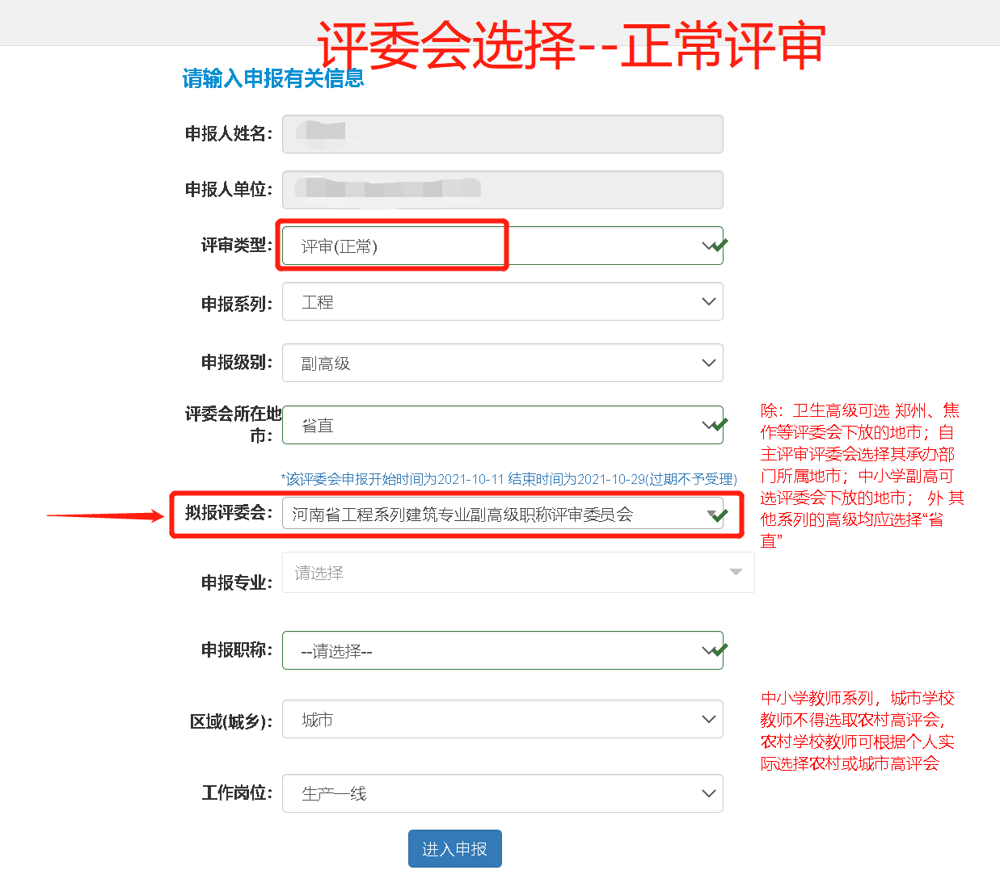 评委会选择--正常评审
请输入申报有关信息
申报人姓名：
申报人单位：
评审类型：
评审(正常)
申报系列：
工程
申报级别：
副高级
评委会所在地
市：
省直
除：卫生高级可选 郑州、焦
作等评委会下放的地市；自
主评审评委会选择其承办部
门所属地市；中小学副高可
选评委会下放的地市； 外 其
他系列的高级均应选择“省
直”
*该评委会申报开始时间为2021-10-11 结束时间为2021-10-29(过期不予受理)
拟报评委会：
河南省工程系列建筑专业副高级职称评审委员会
申报专业：
请选择
申报职称：
--请选择--
区域(城乡)：
城市
中小学教师系列，城市学校
教师不得选取农村高评会，
农村学校教师可根据个人实
际选择农村或城市高评会
工作岗位：
生产一线
进入申报